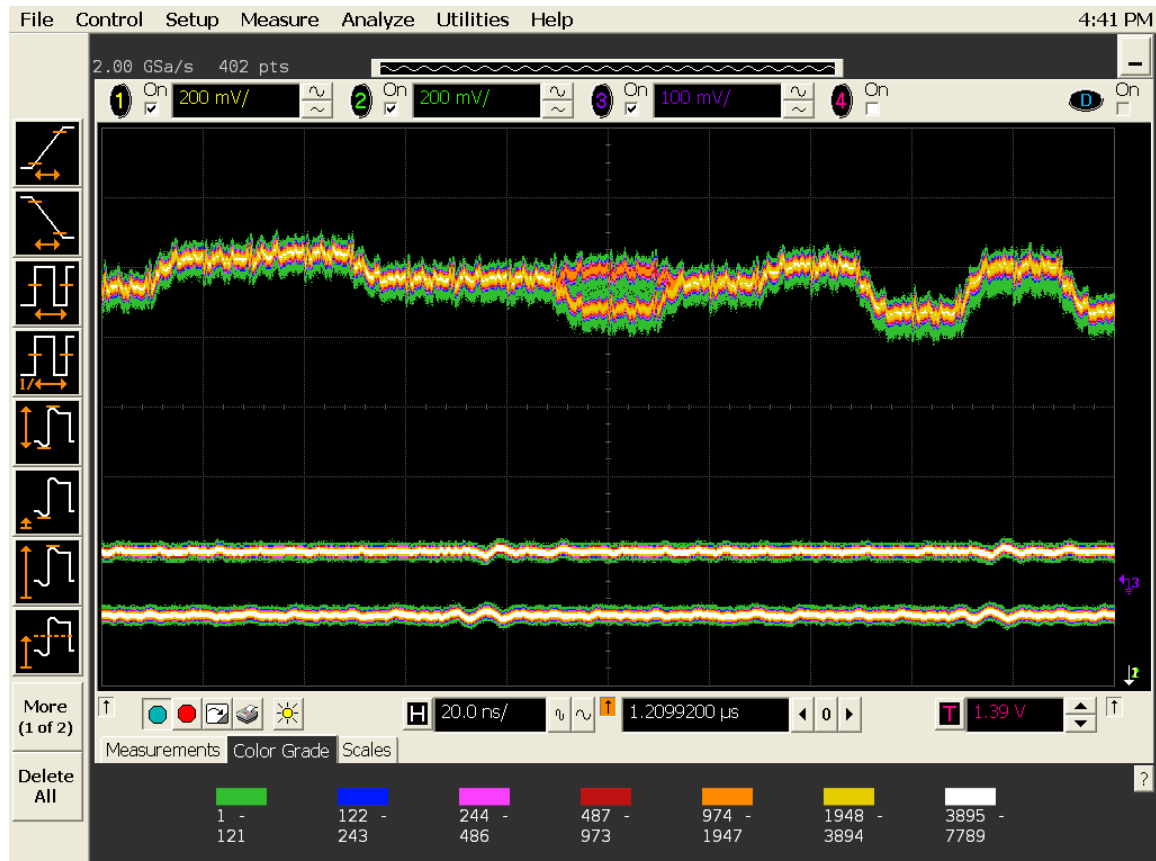 File Control Setup Measure Analyze Utilities Help 4:41 PM
2.00 GSa/s 402 pts
1 On 200 mV/ 2 On 200 mV/ 3 On 100 mV/ 4 On D On
1/
3
More
(1 of 2)
Delete
All
H 20.0 ns/ 1.2099200 µs 0 T 1.39 V
Measurements Color Grade Scales
?
1 - 122 - 244 - 487 - 974 - 1948 - 3895 -
121 243 486 973 1947 3894 7789